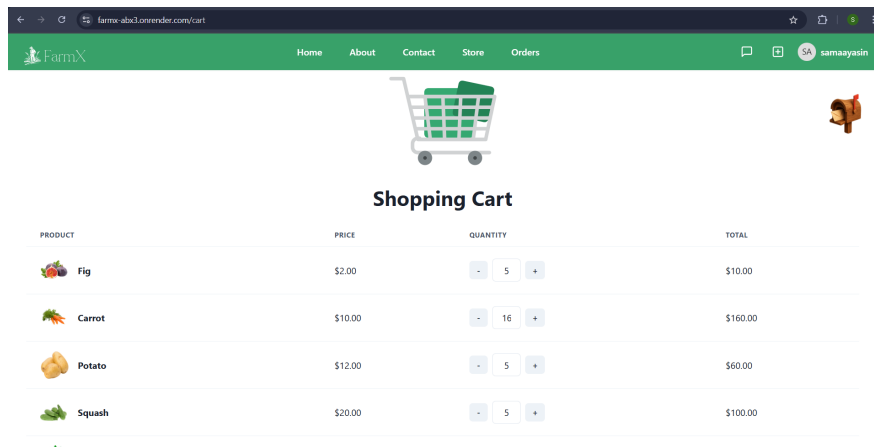 farmx-abx3.onrender.com/cart
S
FarmX
Home About Contact Store Orders
SA samaayasin
Shopping Cart
PRODUCT PRICE QUANTITY TOTAL
Fig $2.00 - 5 + $10.00
Carrot $10.00 - 16 + $160.00
Potato $12.00 - 5 + $60.00
Squash $20.00 - 5 + $100.00